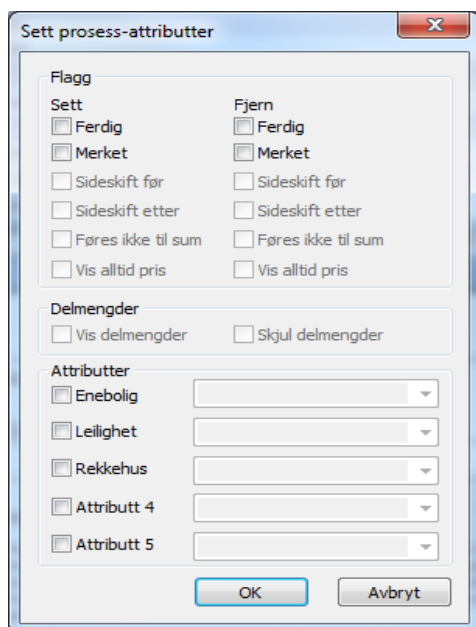 Sett prosess-attributter
Flagg
Sett Fjern
Ferdig Ferdig
Merket Merket
Sideskift før Sideskift før
Sideskift etter Sideskift etter
Føres ikke til sum Føres ikke til sum
Vis alltid pris Vis alltid pris
Delmengder
Vis delmengder Skjul delmengder
Attributter
Enebolig
Leilighet
Rekkehus
Attributt 4
Attributt 5
OK Avbryt